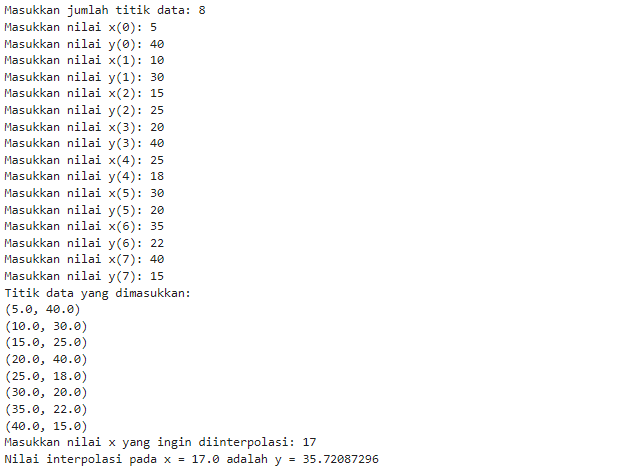 Masukkan jumlah titik data: 8
Masukkan nilai x(0): 5
Masukkan nilai y(0): 40
Masukkan nilai x(1): 10
Masukkan nilai y(1): 30
Masukkan nilai x(2): 15
Masukkan nilai y(2): 25
Masukkan nilai x(3): 20
Masukkan nilai y(3): 40
Masukkan nilai x(4): 25
Masukkan nilai y(4): 18
Masukkan nilai x(5): 30
Masukkan nilai y(5): 20
Masukkan nilai x(6): 35
Masukkan nilai y(6): 22
Masukkan nilai x(7): 40
Masukkan nilai y(7): 15
Titik data yang dimasukkan:
(5.0, 40.0)
(10.0, 30.0)
(15.0, 25.0)
(20.0, 40.0)
(25.0, 18.0)
(30.0, 20.0)
(35.0, 22.0)
(40.0, 15.0)
Masukkan nilai x yang ingin diinterpolasi: 17
Nilai interpolasi pada x = 17.0 adalah y = 35.72087296